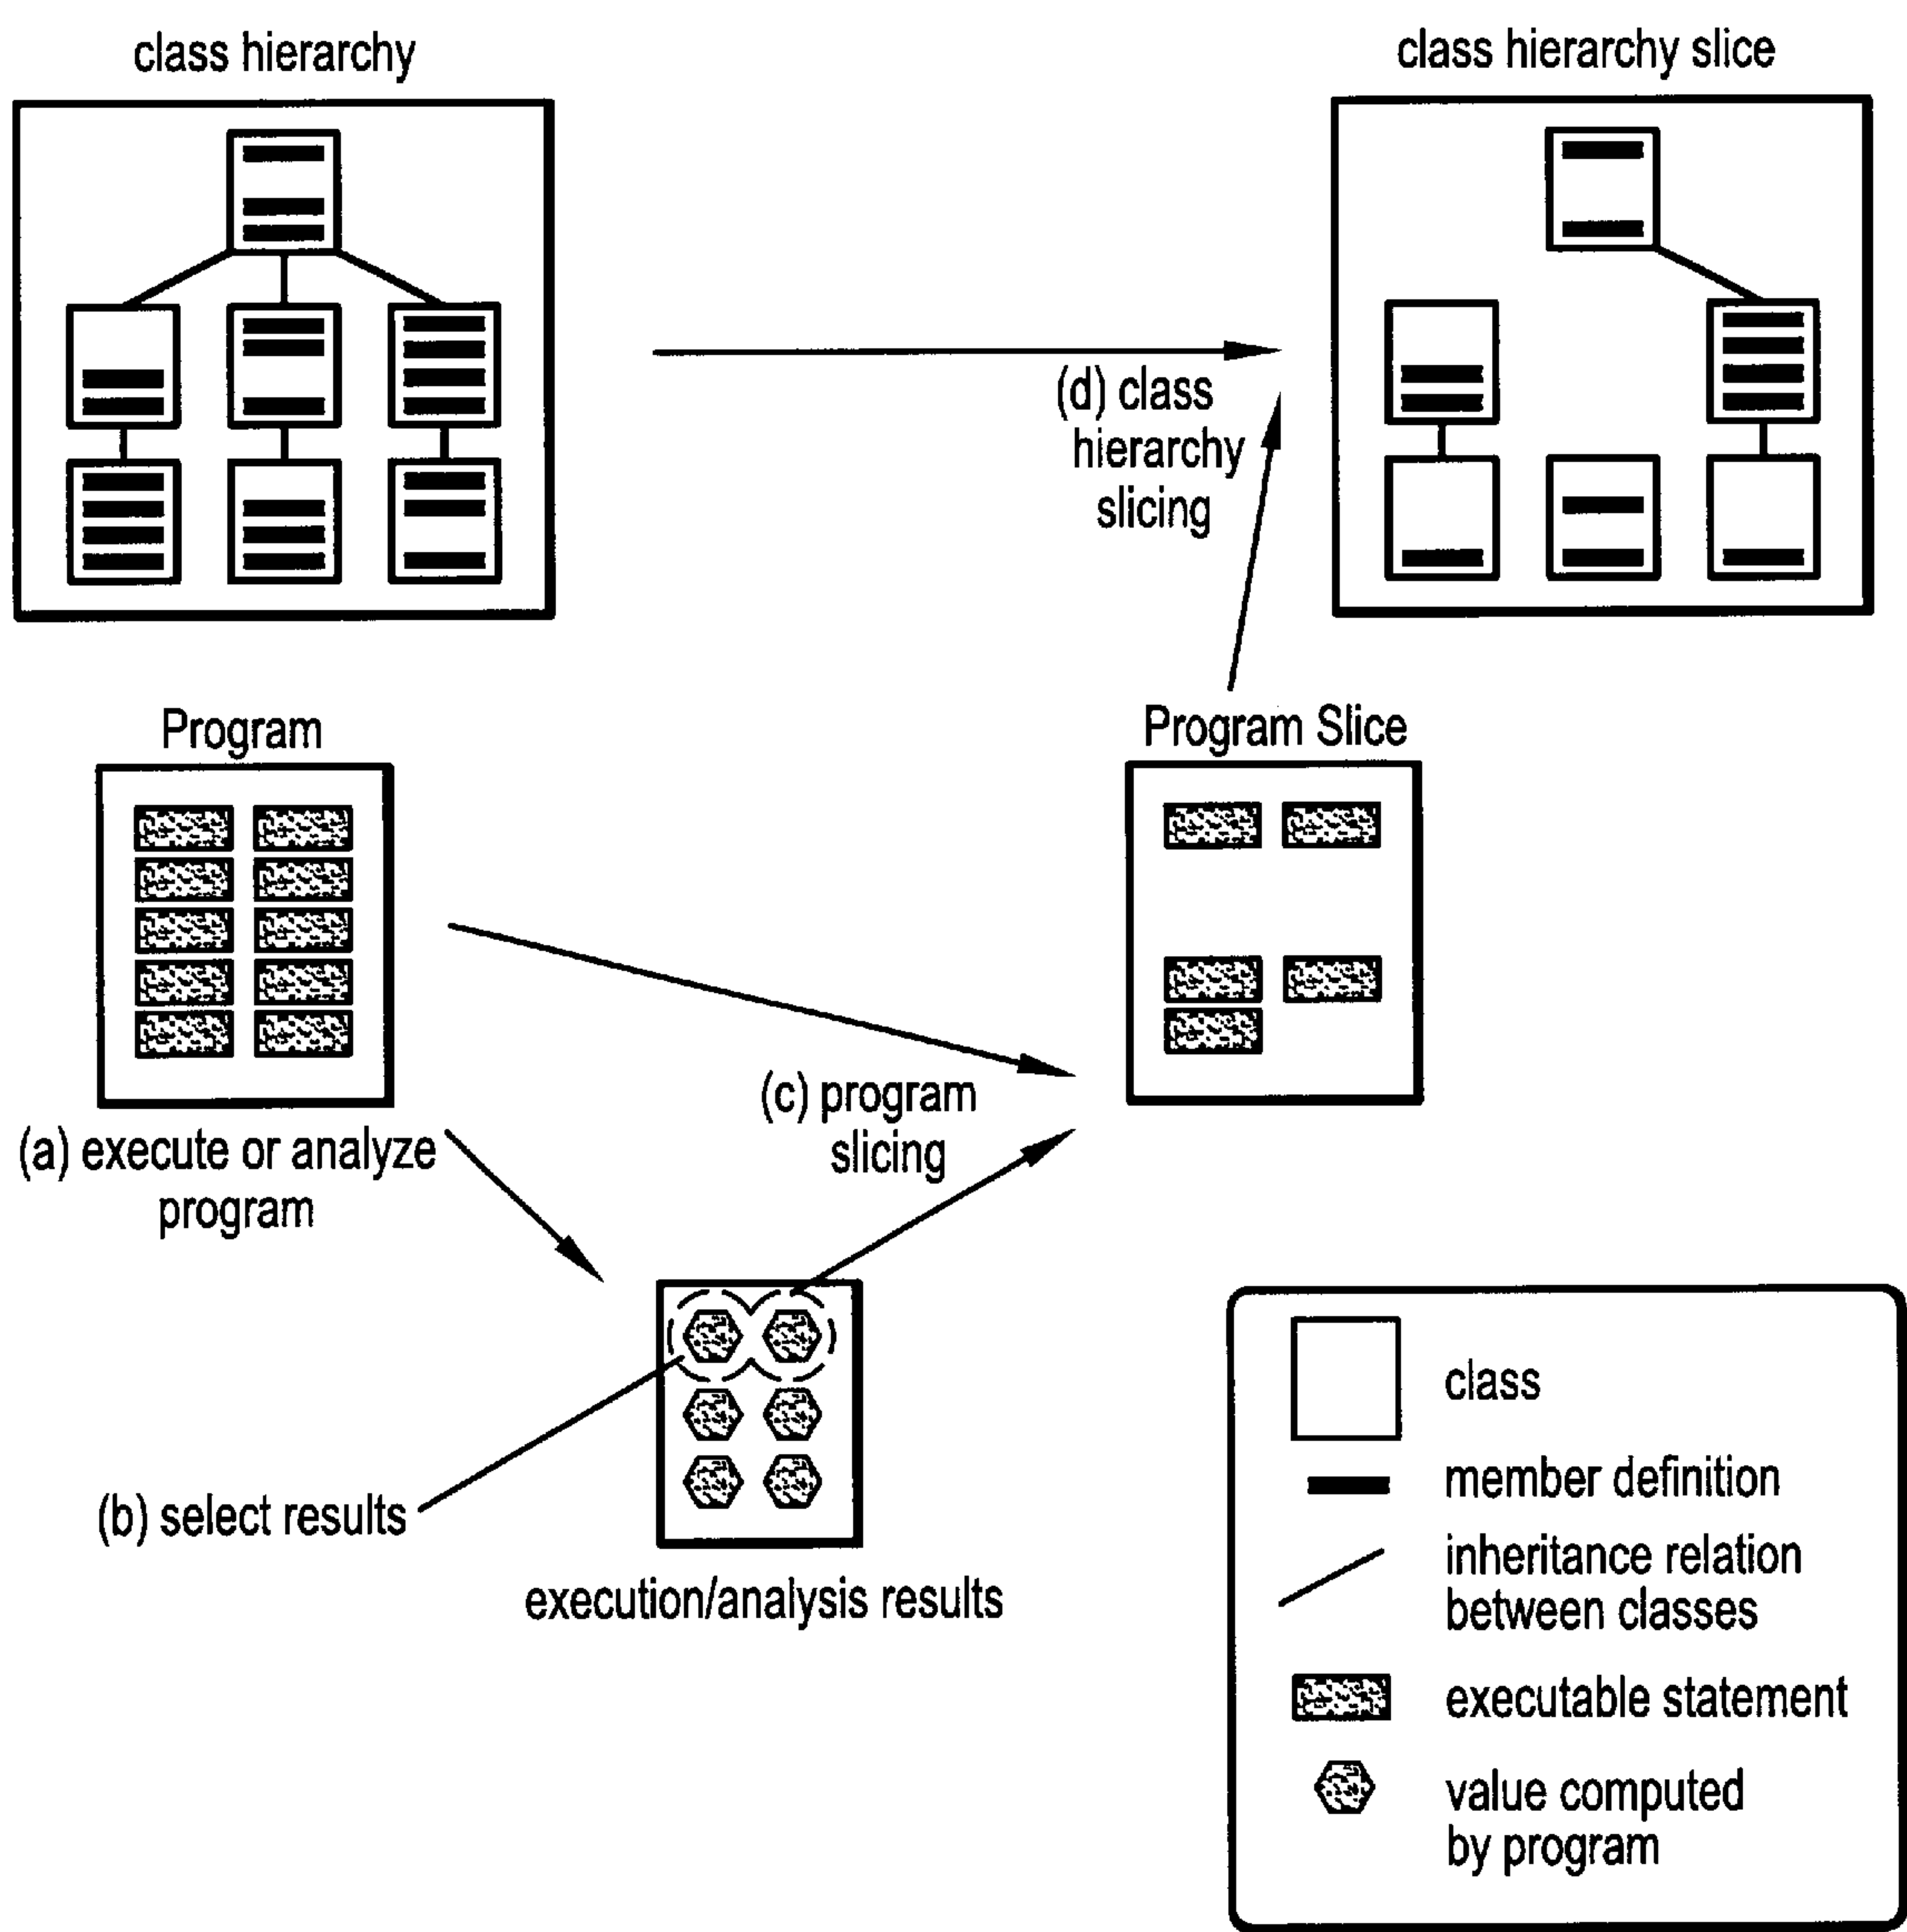 class hierarchy
class hierarchy slice
(d) class
hierarchy
slicing
Program
Program Slice
(c) program
slicing
(a) execute or analyze
program
(b) select results
execution/analysis results
class
member definition
inheritance relation
between classes
executable statement
value computed
by program